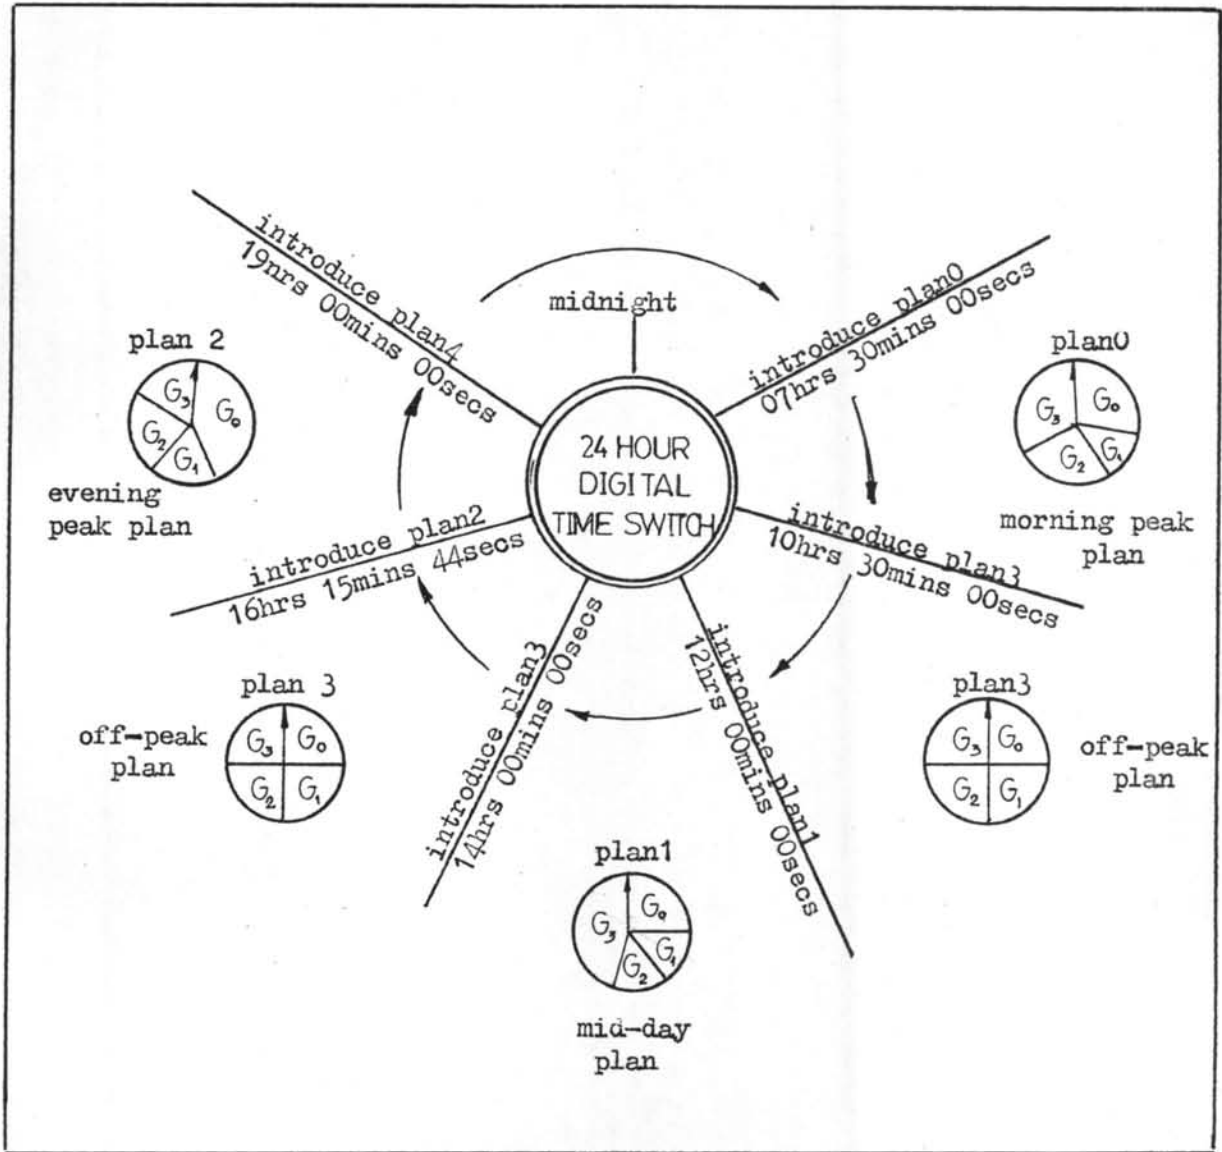 introduce plan4
19nrs 00mins 00secs
midnight
introduce plan0
07hrs 30mins 00secs
plan 2
G₃
G₀
G₂
G₁
evening
peak plan
24 HOUR
DIGITAL
TIME SWITCH
plan0
G₃
G₀
G₁
G₂
morning peak
plan
introduce plan2
16hrs 15mins 44secs
introduce plan3
10hrs 30mins 00secs
introduce plan3
14hrs 00mins 00secs
introduce plan1
12hrs 00mins 00secs
plan 3
off-peak
plan
G₃
G₀
G₂
G₁
plan3
G₃
G₀
G₂
G₁
off-peak
plan
plan1
G₃
G₀
G₁
G₂
mid-day
plan